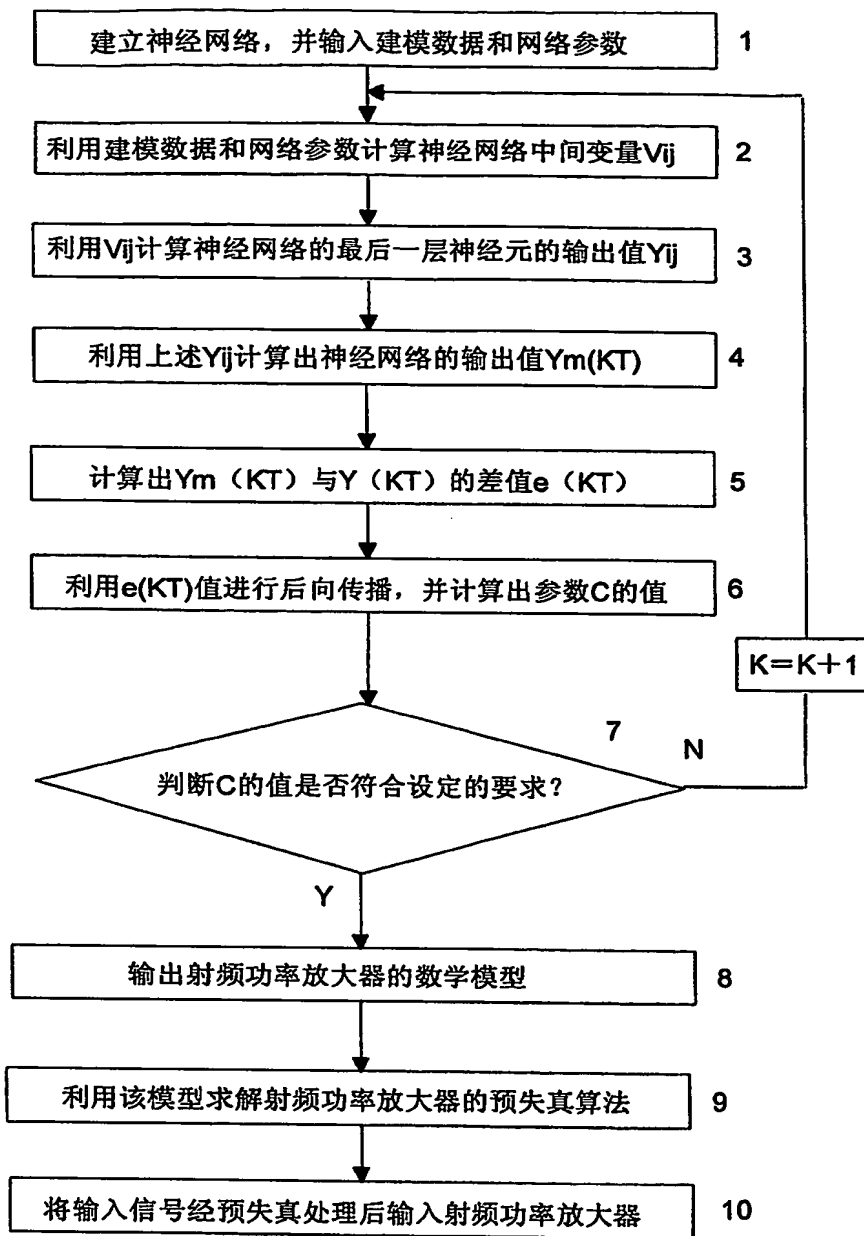 建立神经网络，并输入建模数据和网络参数 1
利用建模数据和网络参数计算神经网络中间变量Vij 2
利用Vij计算神经网络的最后一层神经元的输出值Yij 3
利用上述Yij计算出神经网络的输出值Ym(KT) 4
计算出Ym（KT）与Y（KT）的差值e（KT） 5
利用e(KT)值进行后向传播，并计算出参数C的值 6
K＝K＋1
7
N
判断C的值是否符合设定的要求？
Y
输出射频功率放大器的数学模型 8
利用该模型求解射频功率放大器的预失真算法 9
将输入信号经预失真处理后输入射频功率放大器 10